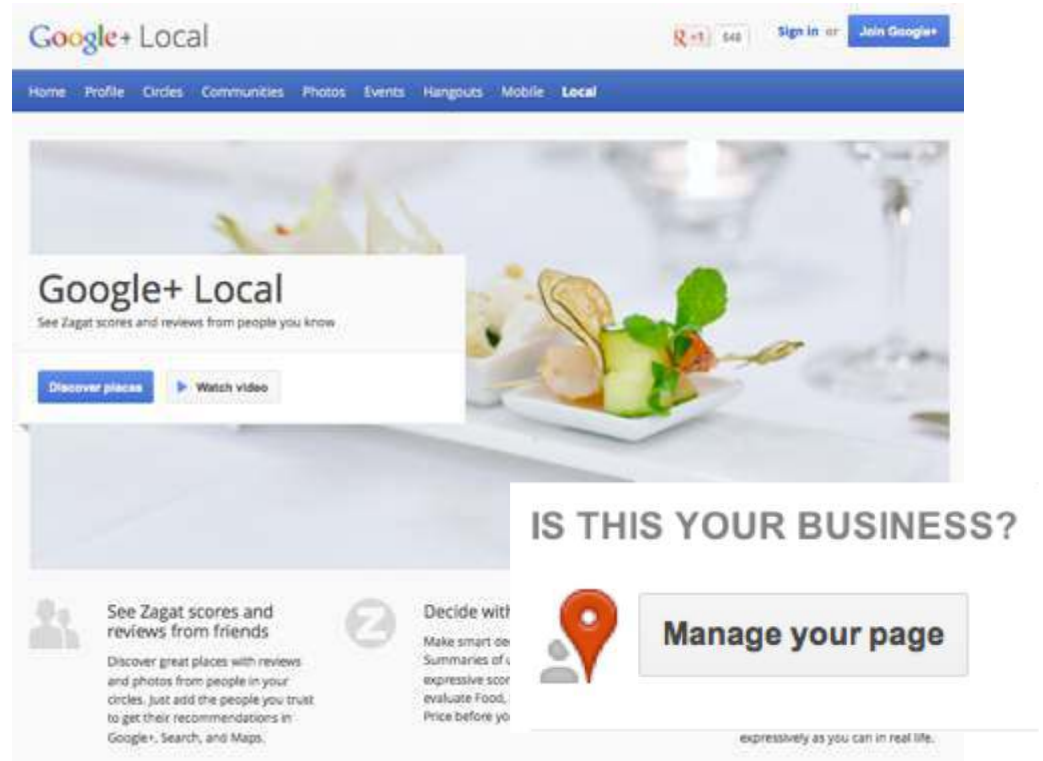 Google+ Local
+1 648 Sign in or Join Google+
Home Profile Circles Communities Photos Events Hangouts Mobile Local
Google+ Local
See Zagat scores and reviews from people you know
Discover places Watch video
IS THIS YOUR BUSINESS?
Manage your page
See Zagat scores and
reviews from friends
Discover great places with reviews
and photos from people in your
circles. Just add the people you trust
to get their recommendations in
Google+, Search, and Maps.
Z
Decide with
Make smart
Summaries of
expressive
evaluate Food,
Price before
expressively as you can in real life.